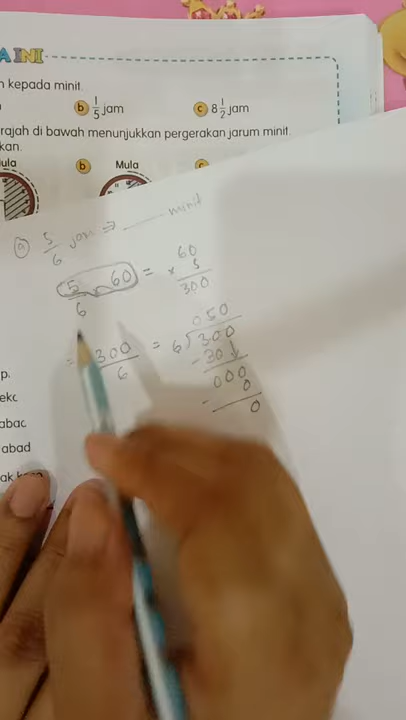 A INI
kepada minit.
b 1/5 jam
c 8 1/2 jam
rajah di bawah menunjukkan pergerakan jarum minit.
kan.
ula
b Mula
c
a 5/6 jam ⇒ ____ minit
5 × 60 / 6 =
60
× 5
300
= 300/6 =
050
6 ) 300
- 30
000
- 0
0
p.
ekc
abac
abad
ak